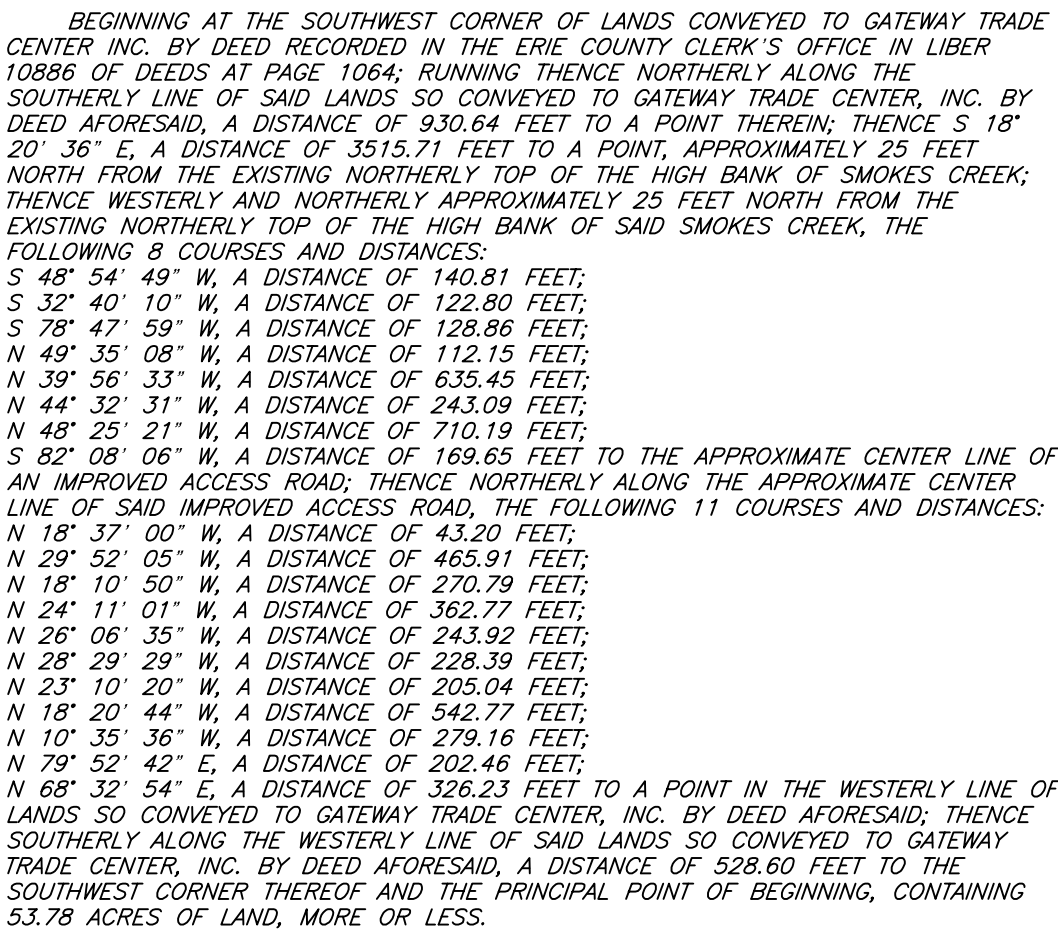 BEGINNING AT THE SOUTHWEST CORNER OF LANDS CONVEYED TO GATEWAY TRADE
CENTER INC. BY DEED RECORDED IN THE ERIE COUNTY CLERK'S OFFICE IN LIBER
10886 OF DEEDS AT PAGE 1064; RUNNING THENCE NORTHERLY ALONG THE
SOUTHERLY LINE OF SAID LANDS SO CONVEYED TO GATEWAY TRADE CENTER, INC. BY
DEED AFORESAID, A DISTANCE OF 930.64 FEET TO A POINT THEREIN; THENCE S 18°
20' 36" E, A DISTANCE OF 3515.71 FEET TO A POINT, APPROXIMATELY 25 FEET
NORTH FROM THE EXISTING NORTHERLY TOP OF THE HIGH BANK OF SMOKES CREEK;
THENCE WESTERLY AND NORTHERLY APPROXIMATELY 25 FEET NORTH FROM THE
EXISTING NORTHERLY TOP OF THE HIGH BANK OF SAID SMOKES CREEK, THE
FOLLOWING 8 COURSES AND DISTANCES:
S 48° 54' 49" W, A DISTANCE OF 140.81 FEET;
S 32° 40' 10" W, A DISTANCE OF 122.80 FEET;
S 78° 47' 59" W, A DISTANCE OF 128.86 FEET;
N 49° 35' 08" W, A DISTANCE OF 112.15 FEET;
N 39° 56' 33" W, A DISTANCE OF 635.45 FEET;
N 44° 32' 31" W, A DISTANCE OF 243.09 FEET;
N 48° 25' 21" W, A DISTANCE OF 710.19 FEET;
S 82° 08' 06" W, A DISTANCE OF 169.65 FEET TO THE APPROXIMATE CENTER LINE OF
AN IMPROVED ACCESS ROAD; THENCE NORTHERLY ALONG THE APPROXIMATE CENTER
LINE OF SAID IMPROVED ACCESS ROAD, THE FOLLOWING 11 COURSES AND DISTANCES:
N 18° 37' 00" W, A DISTANCE OF 43.20 FEET;
N 29° 52' 05" W, A DISTANCE OF 465.91 FEET;
N 18° 10' 50" W, A DISTANCE OF 270.79 FEET;
N 24° 11' 01" W, A DISTANCE OF 362.77 FEET;
N 26° 06' 35" W, A DISTANCE OF 243.92 FEET;
N 28° 29' 29" W, A DISTANCE OF 228.39 FEET;
N 23° 10' 20" W, A DISTANCE OF 205.04 FEET;
N 18° 20' 44" W, A DISTANCE OF 542.77 FEET;
N 10° 35' 36" W, A DISTANCE OF 279.16 FEET;
N 79° 52' 42" E, A DISTANCE OF 202.46 FEET;
N 68° 32' 54" E, A DISTANCE OF 326.23 FEET TO A POINT IN THE WESTERLY LINE OF
LANDS SO CONVEYED TO GATEWAY TRADE CENTER, INC. BY DEED AFORESAID; THENCE
SOUTHERLY ALONG THE WESTERLY LINE OF SAID LANDS SO CONVEYED TO GATEWAY
TRADE CENTER, INC. BY DEED AFORESAID, A DISTANCE OF 528.60 FEET TO THE
SOUTHWEST CORNER THEREOF AND THE PRINCIPAL POINT OF BEGINNING, CONTAINING
53.78 ACRES OF LAND, MORE OR LESS.